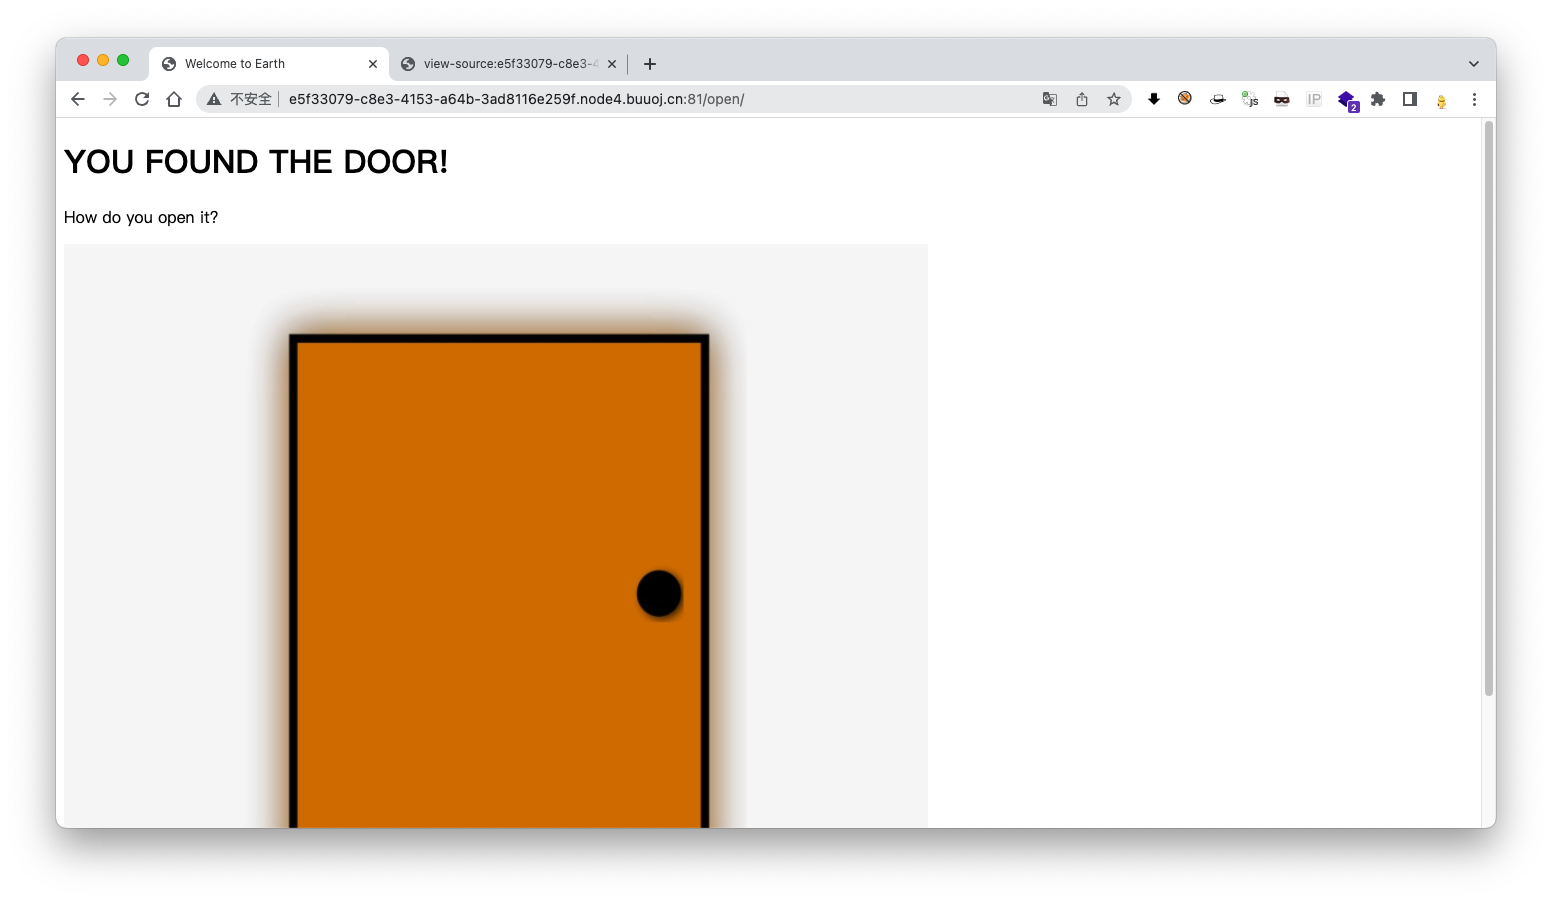 Welcome to Earth
view-source:e5f33079-c8e3-4
不安全
e5f33079-c8e3-4153-a64b-3ad8116e259f.node4.buuoj.cn:81/open/
JS
IP
2
YOU FOUND THE DOOR!
How do you open it?